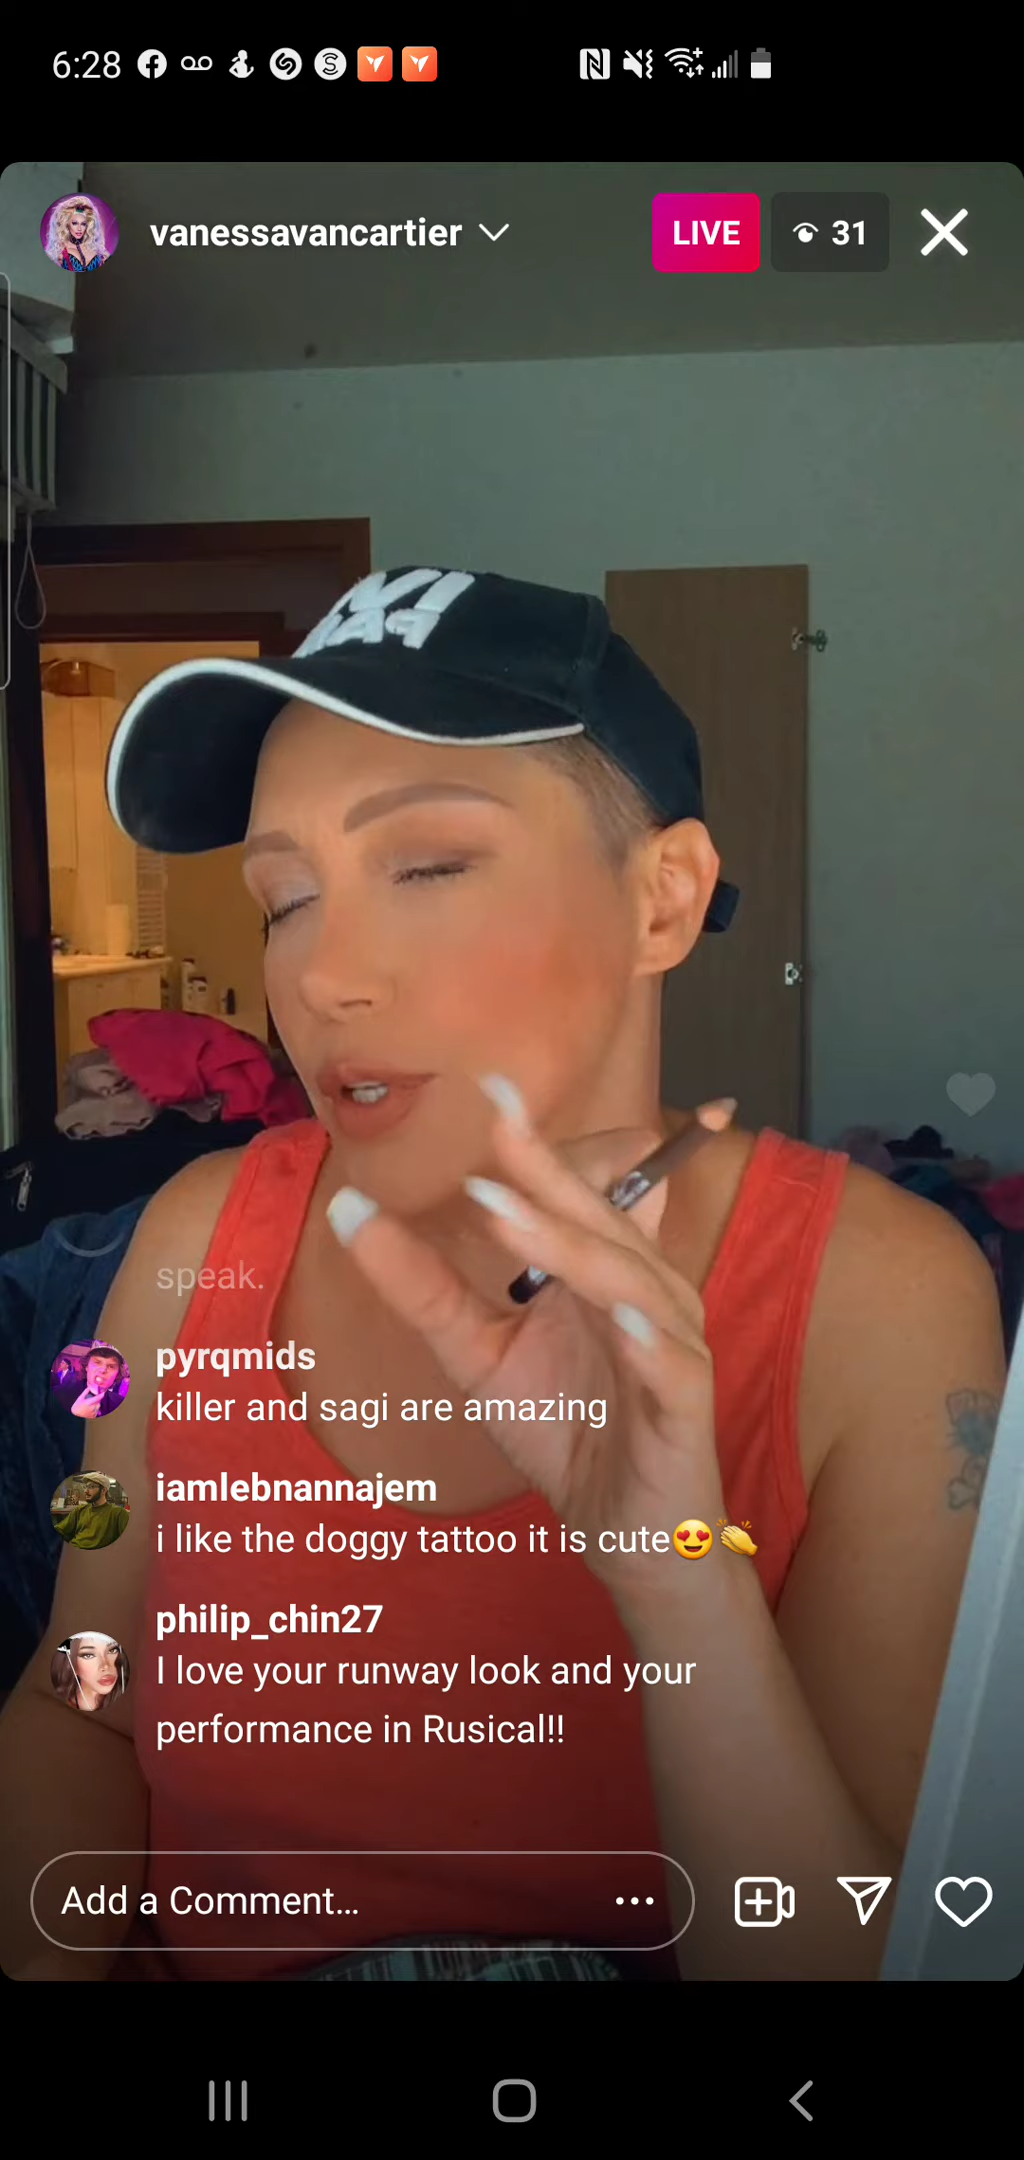 6:28
vanessavancartier
LIVE
31
speak.
pyrqmids
killer and sagi are amazing
iamlebnannajem
i like the doggy tattoo it is cute😍👏
philip_chin27
I love your runway look and your
performance in Rusical!!
Add a Comment...